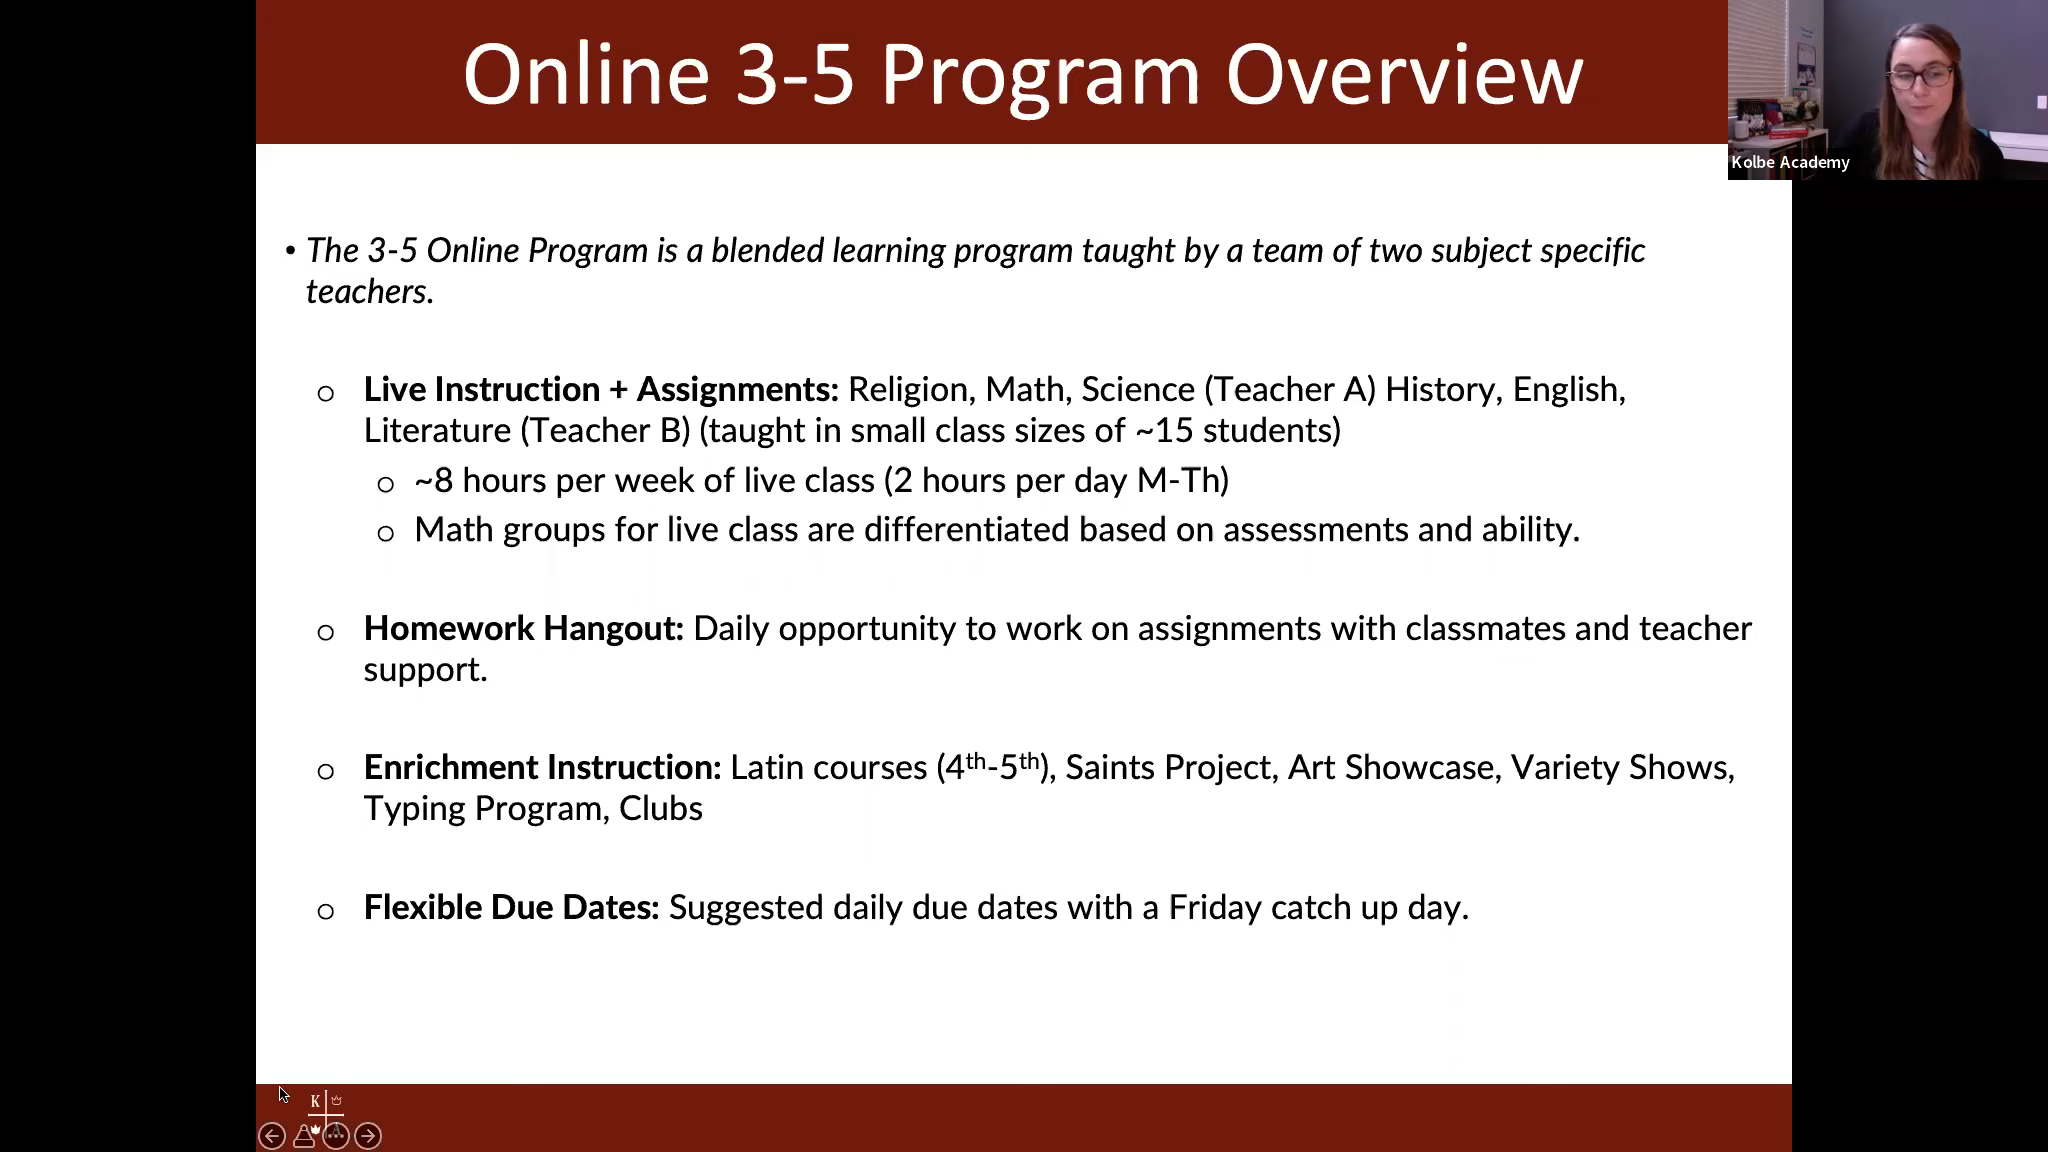 Online 3-5 Program Overview
Kolbe Academy
• The 3-5 Online Program is a blended learning program taught by a team of two subject specific
teachers.
o Live Instruction + Assignments: Religion, Math, Science (Teacher A) History, English,
Literature (Teacher B) (taught in small class sizes of ~15 students)
o ~8 hours per week of live class (2 hours per day M-Th)
o Math groups for live class are differentiated based on assessments and ability.
o Homework Hangout: Daily opportunity to work on assignments with classmates and teacher
support.
o Enrichment Instruction: Latin courses (4th-5th), Saints Project, Art Showcase, Variety Shows,
Typing Program, Clubs
o Flexible Due Dates: Suggested daily due dates with a Friday catch up day.
K